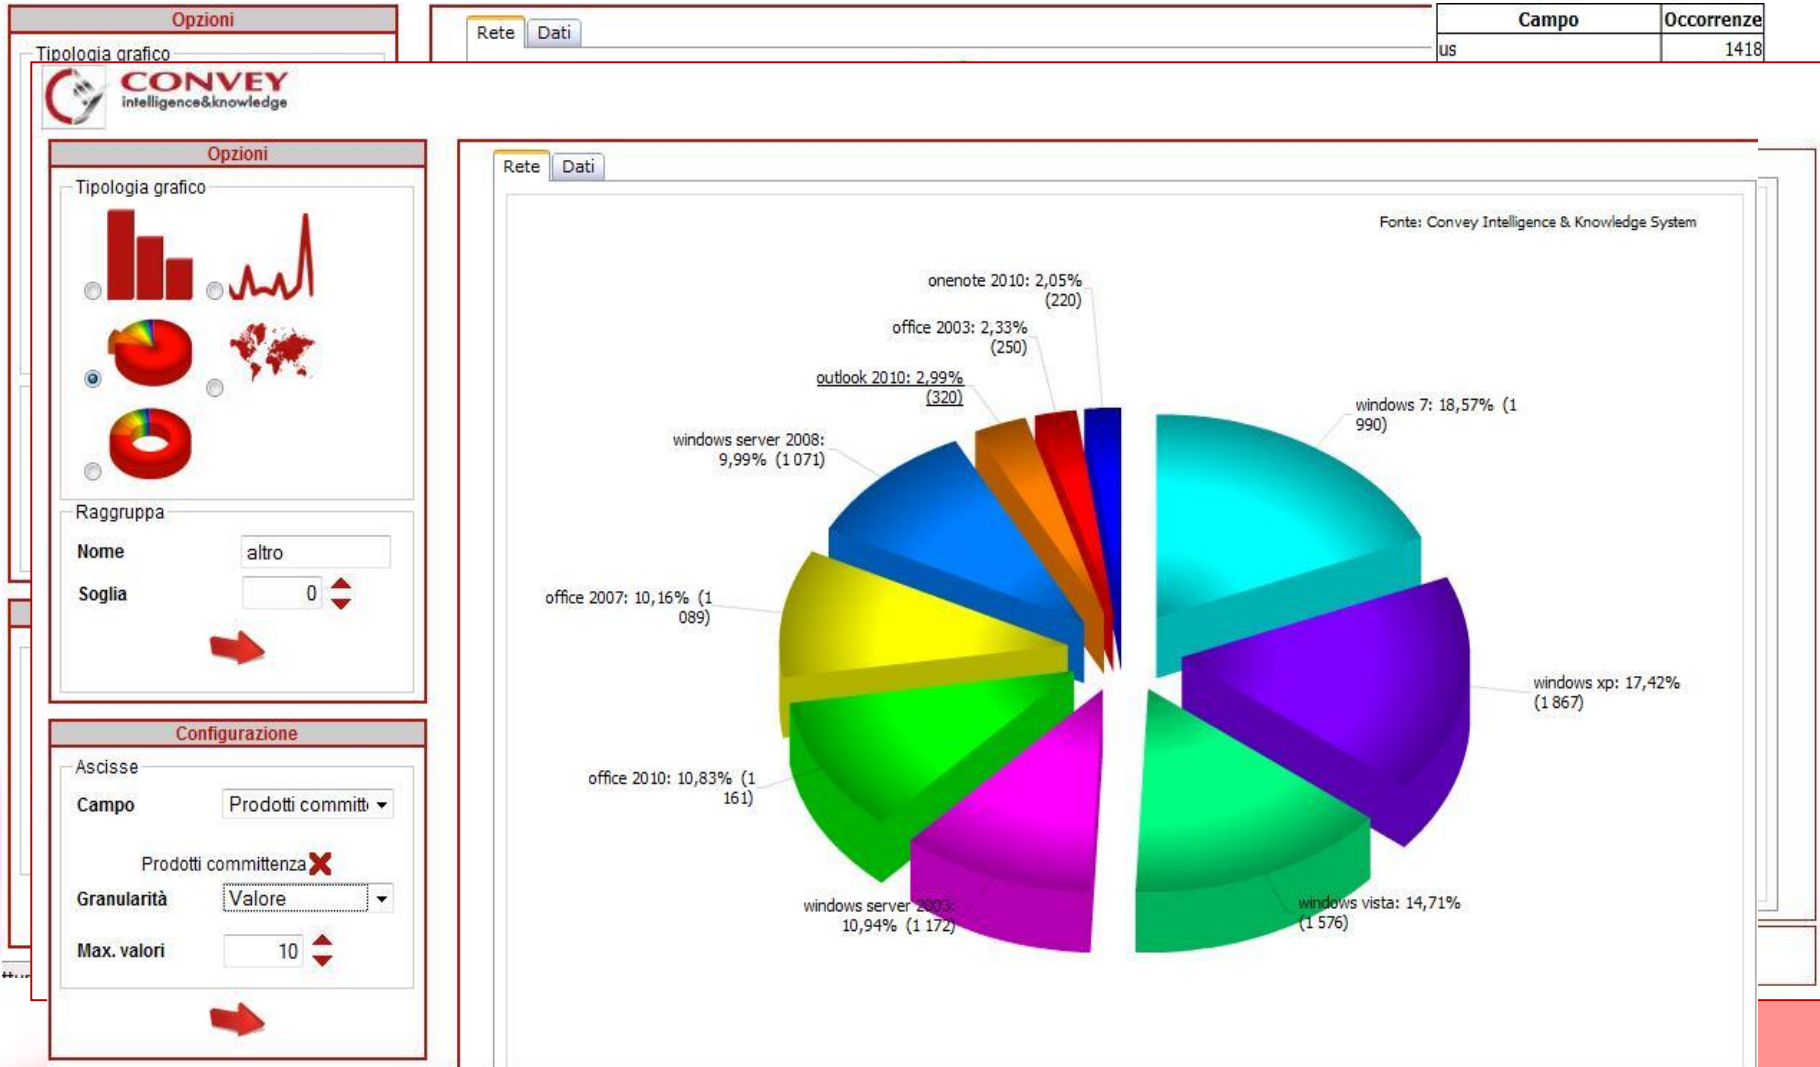 Opzioni
Tipologia grafico
Rete
Dati
Campo
Occorrenze
us
1418
CONVEY
intelligence&knowledge
Opzioni
Tipologia grafico
Raggruppa
Nome
altro
Soglia
0
Configurazione
Ascisse
Campo
Prodotti committ
Prodotti committenza
Granularità
Valore
Max. valori
10
Rete
Dati
Fonte: Convey Intelligence & Knowledge System
onenote 2010: 2,05%
(220)
office 2003: 2,33%
(250)
outlook 2010: 2,99%
(320)
windows server 2008:
9,99% (1 071)
windows 7: 18,57% (1
990)
office 2007: 10,16% (1
089)
windows xp: 17,42%
(1 867)
office 2010: 10,83% (1
161)
windows server 2003:
10,94% (1 172)
windows vista: 14,71%
(1 576)